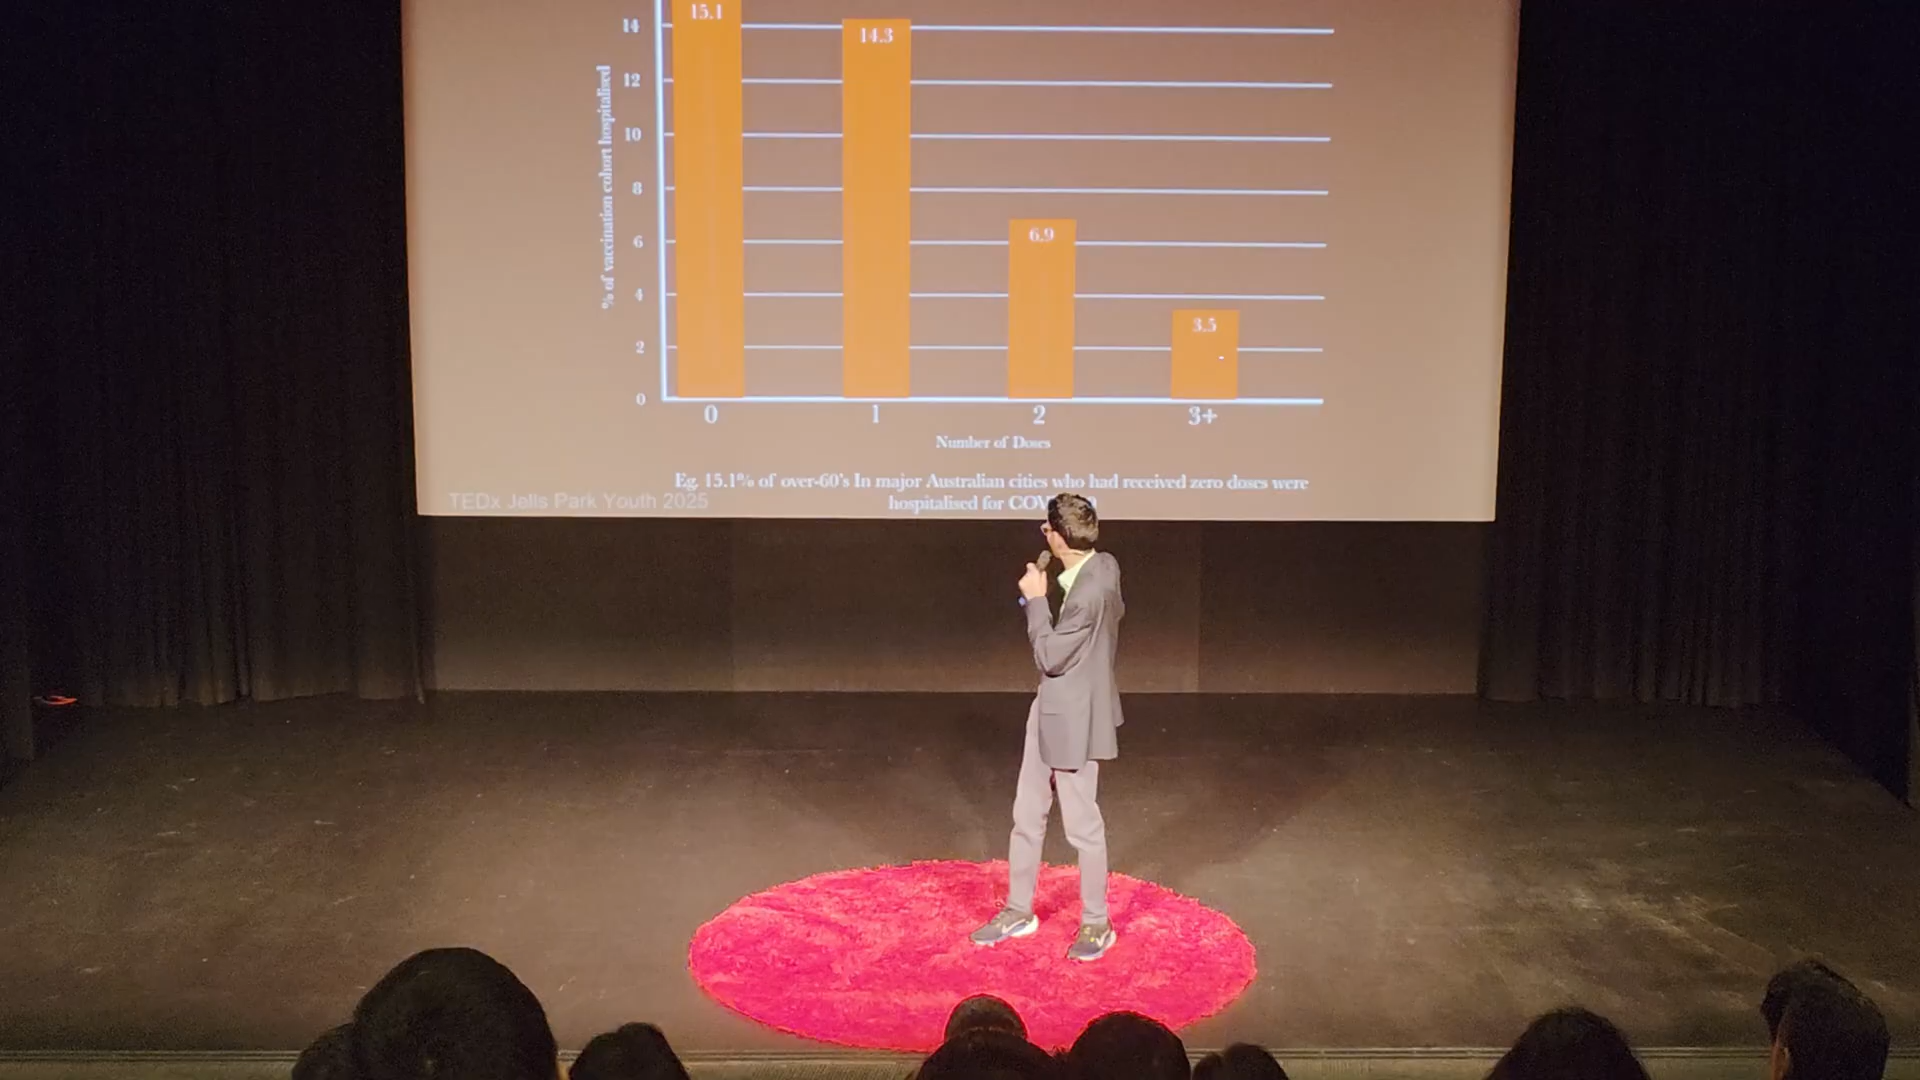 15.1
14
14.3
12
10
8
6.9
6
4
3.5
2
0
% of vaccination cohort hospitalised
0 1 2 3+
Number of Doses
Eg. 15.1% of over-60's In major Australian cities who had received zero doses were
hospitalised for
TEDx Jells Park Youth 2025